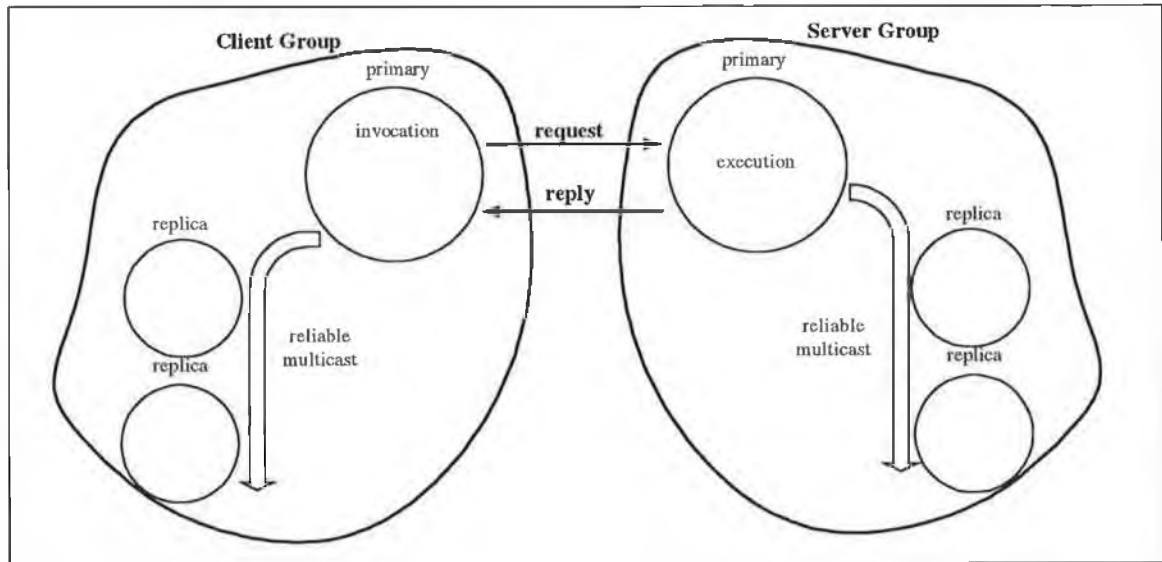 Client Group
Server Group
primary
primary
invocation
request
execution
reply
replica
replica
reliable
multicast
reliable
multicast
replica
replica